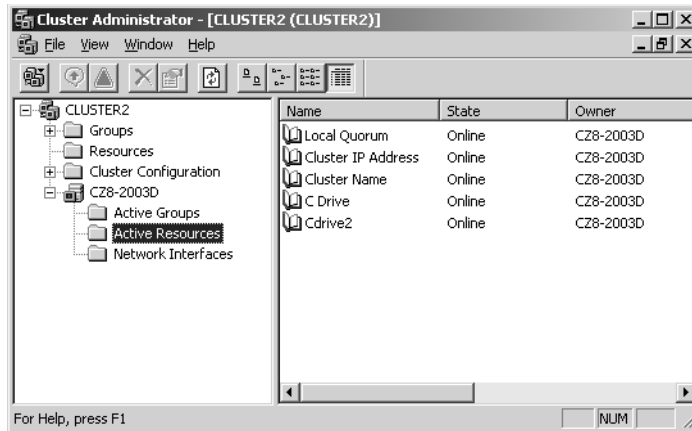 Cluster Administrator - [CLUSTER2 (CLUSTER2)]
File View Window Help
CLUSTER2
Groups
Resources
Cluster Configuration
CZ8-2003D
Active Groups
Active Resources
Network Interfaces
Name State Owner
Local Quorum Online CZ8-2003D
Cluster IP Address Online CZ8-2003D
Cluster Name Online CZ8-2003D
C Drive Online CZ8-2003D
Cdrive2 Online CZ8-2003D
For Help, press F1 NUM